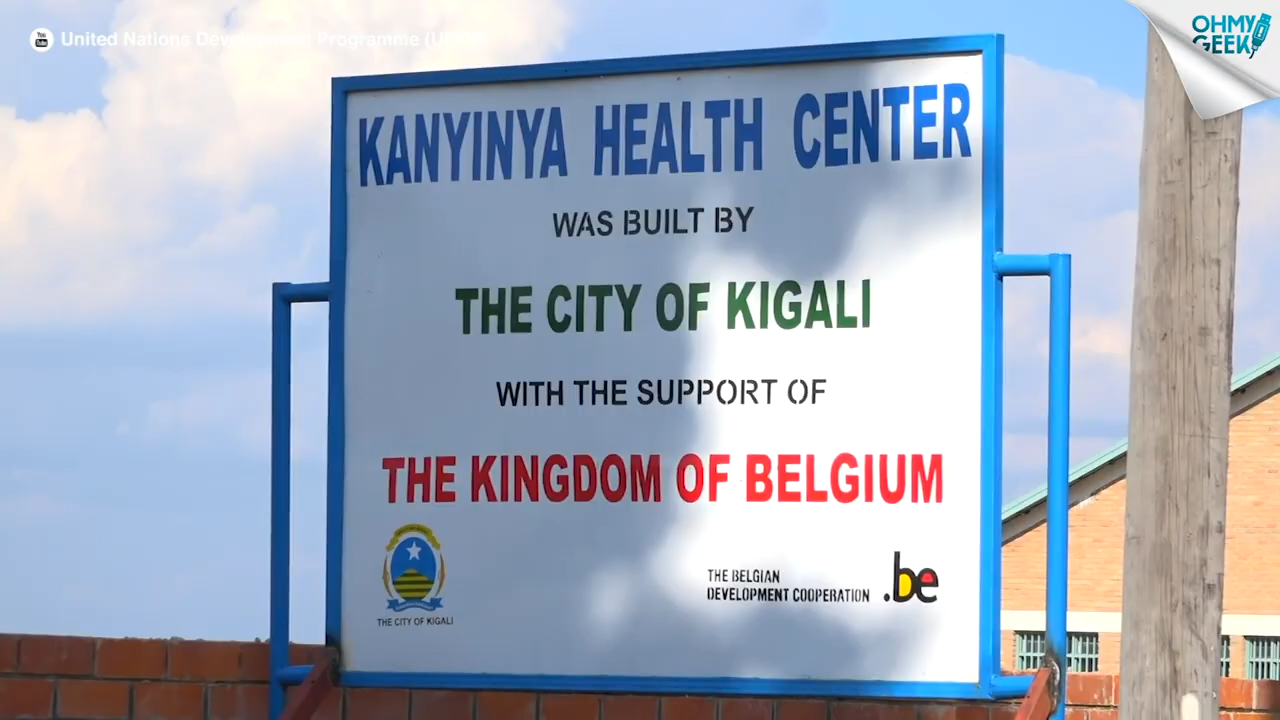 United Nations Development Programme
OHMY
GEEK!
KANYINYA HEALTH CENTER
WAS BUILT BY
THE CITY OF KIGALI
WITH THE SUPPORT OF
THE KINGDOM OF BELGIUM
THE BELGIAN
DEVELOPMENT COOPERATION
.be
THE CITY OF KIGALI